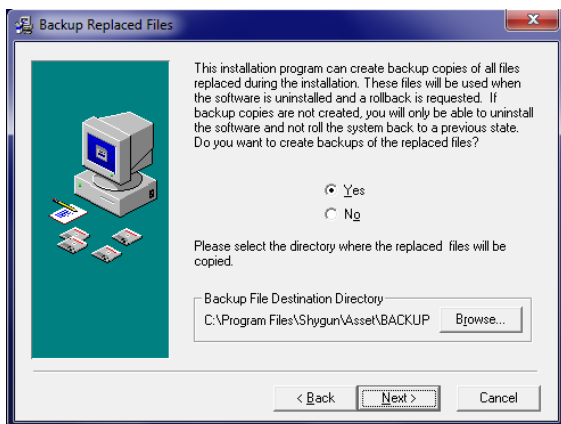 Backup Replaced Files
This installation program can create backup copies of all files
replaced during the installation. These files will be used when
the software is uninstalled and a rollback is requested. If
backup copies are not created, you will only be able to uninstall
the software and not roll the system back to a previous state.
Do you want to create backups of the replaced files?
Yes
No
Please select the directory where the replaced files will be
copied.
Backup File Destination Directory
C:\Program Files\Shygun\Asset\BACKUP
Browse...
< Back
Next >
Cancel